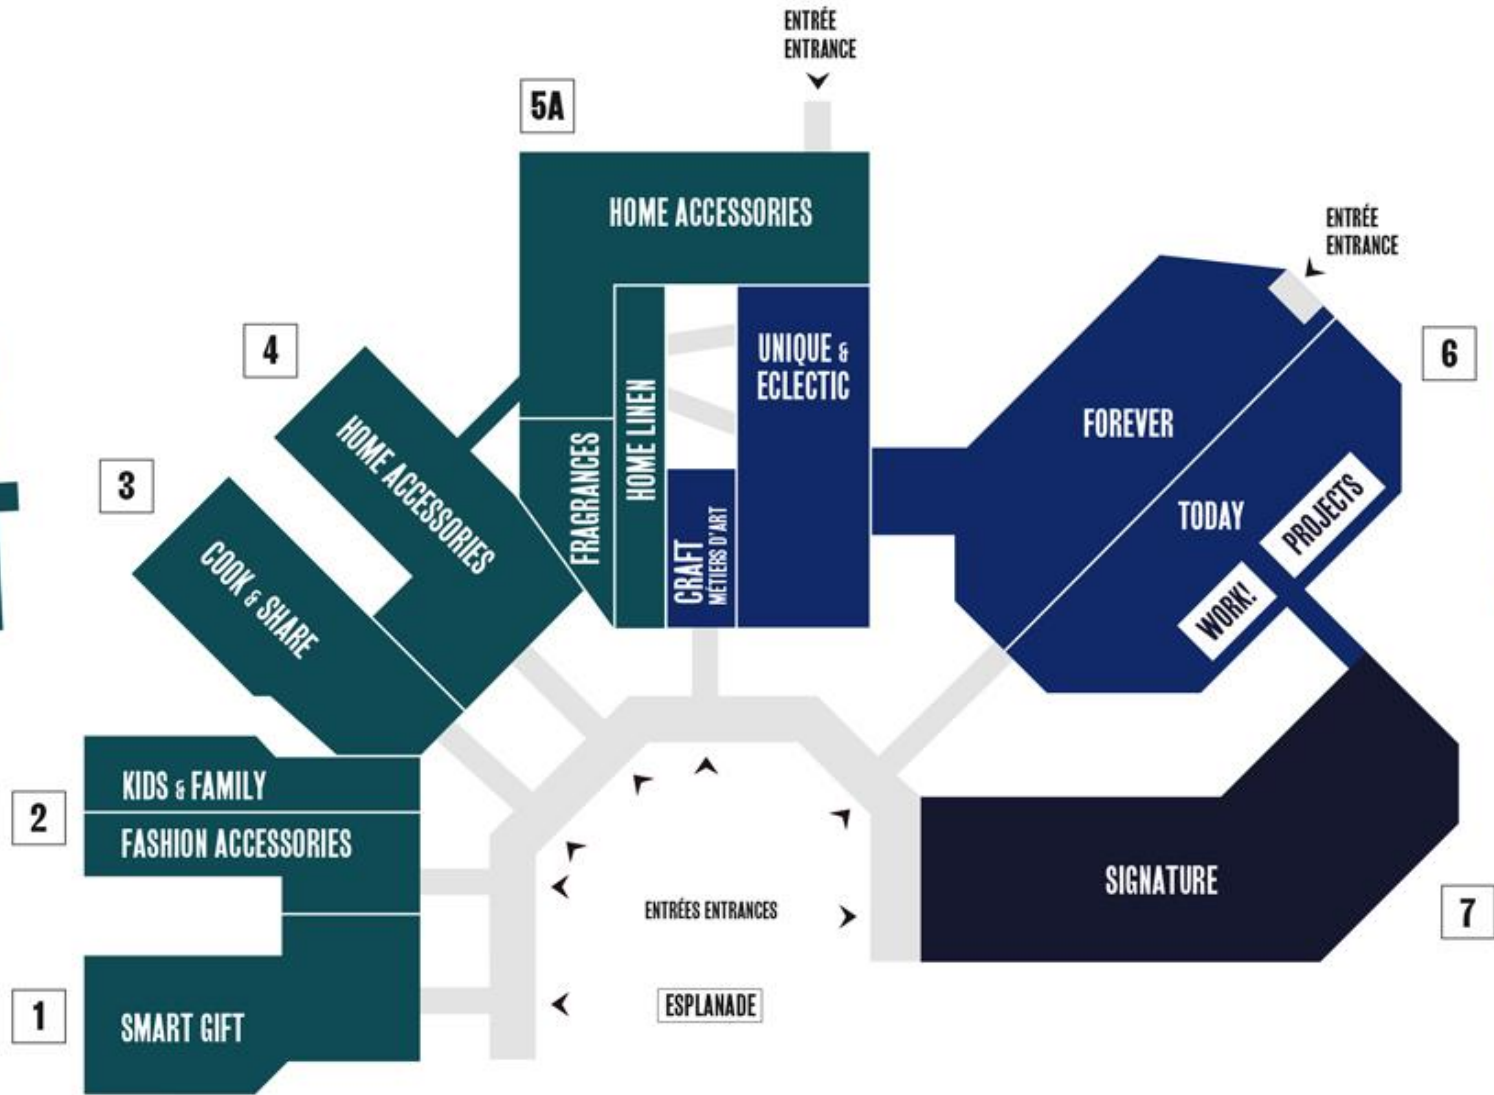 ENTRÉE
ENTRANCE
5A
HOME ACCESSORIES
ENTRÉE
ENTRANCE
4
HOME ACCESSORIES
FRAGRANCES
HOME LINEN
UNIQUE & ECLECTIC
CRAFT
MÉTIERS D'ART
6
FOREVER
TODAY
PROJECTS
WORK!
3
COOK & SHARE
2
KIDS & FAMILY
FASHION ACCESSORIES
ENTRÉES ENTRANCES
SIGNATURE
7
1
SMART GIFT
ESPLANADE